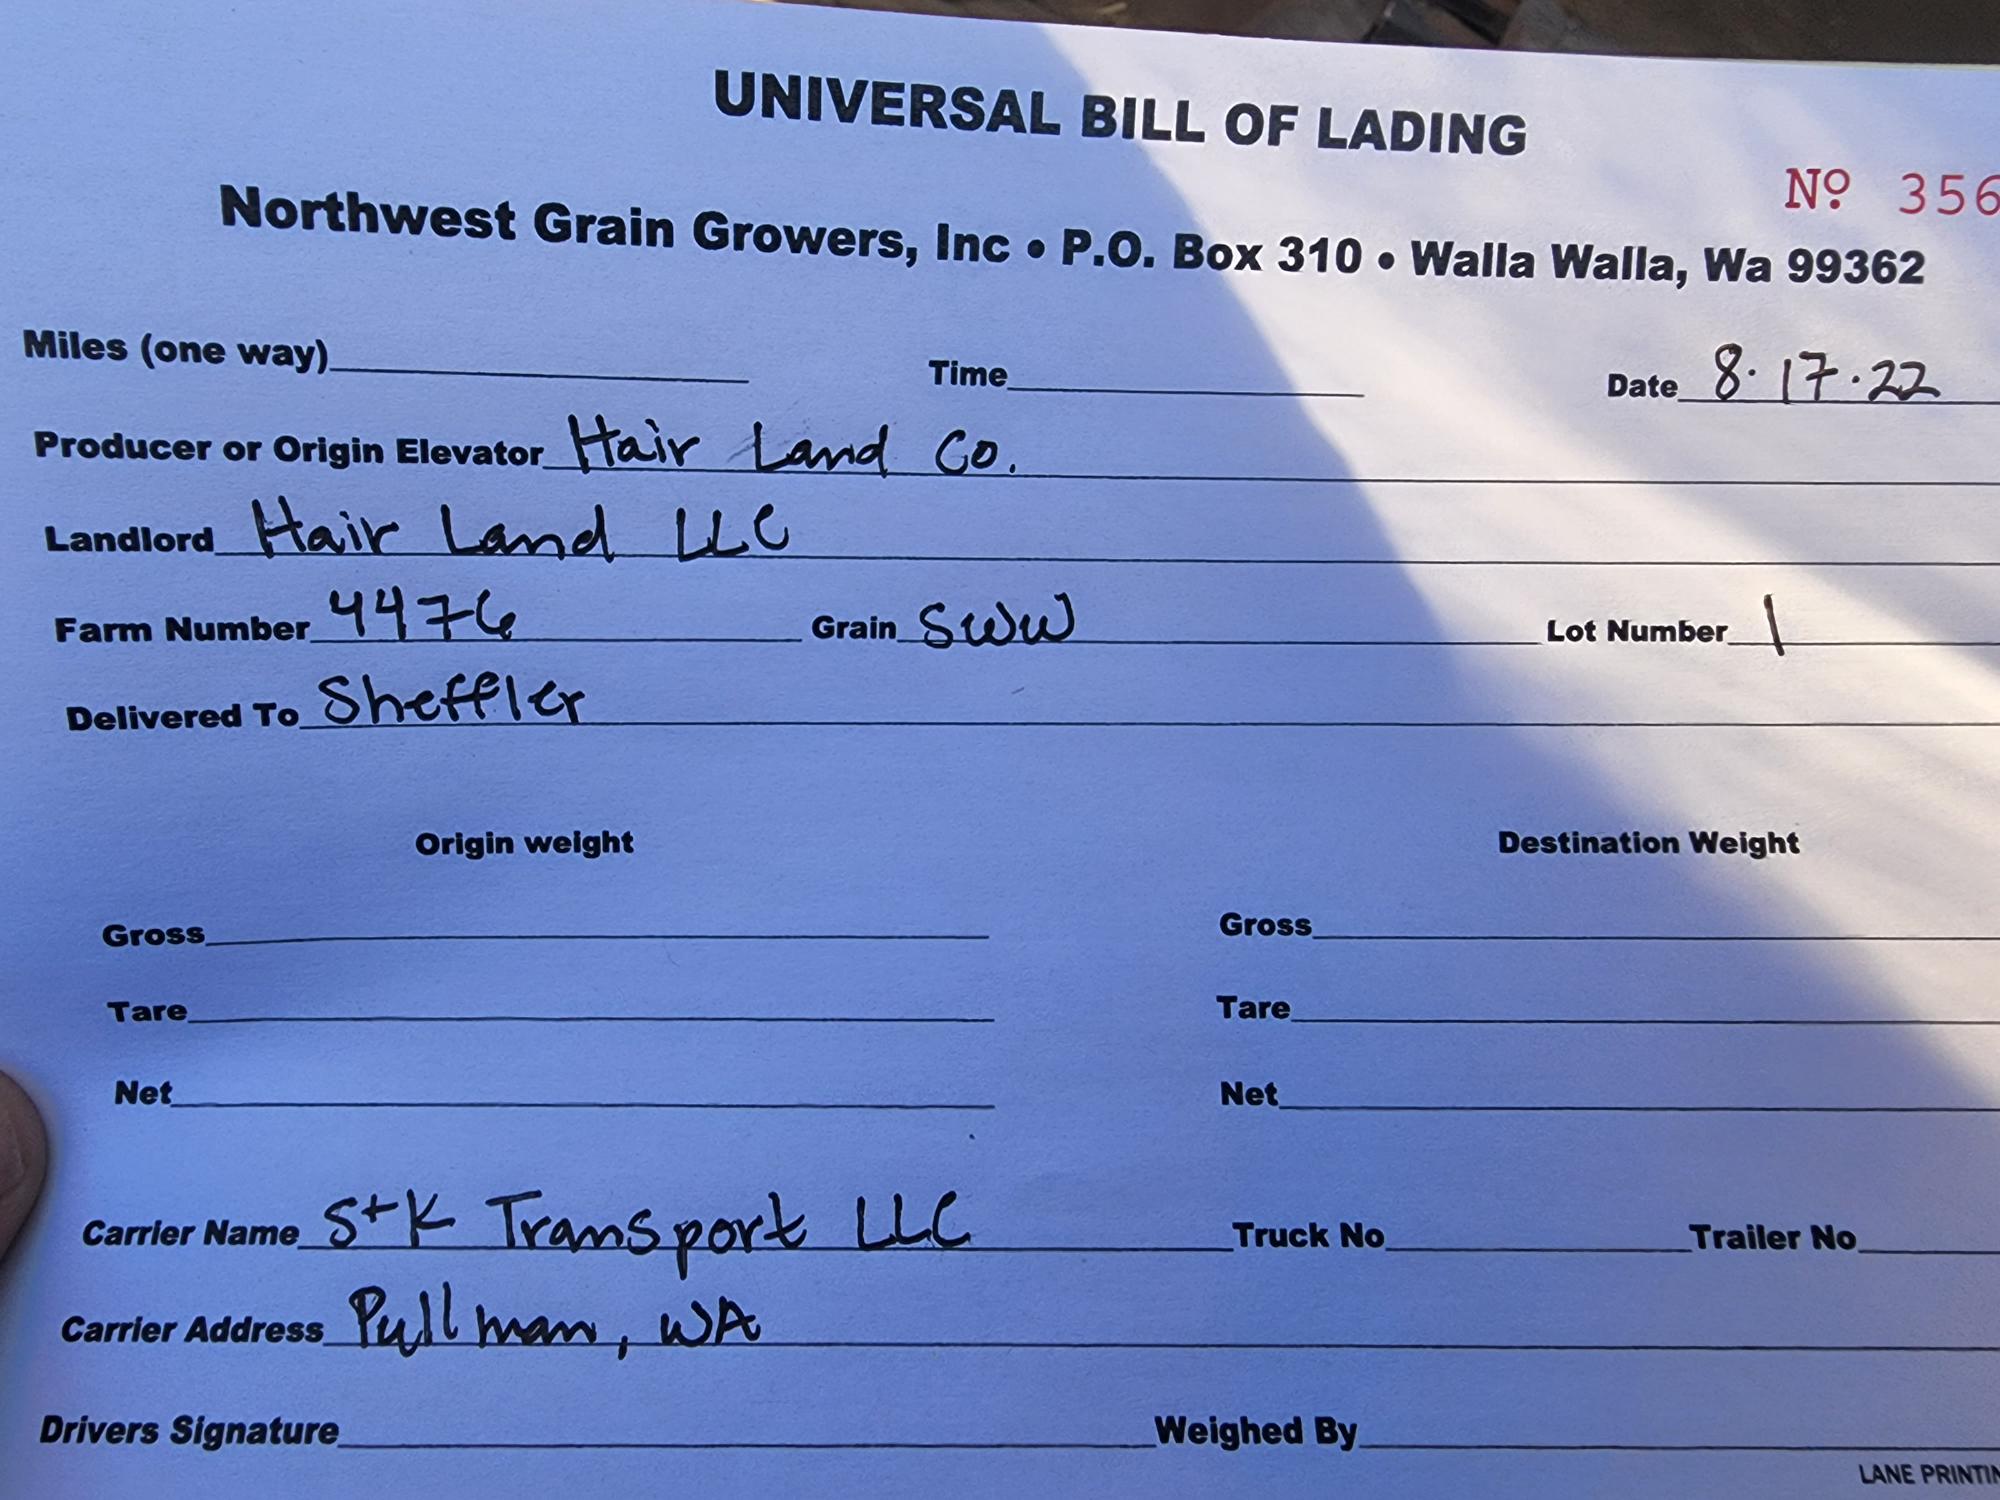 UNIVERSAL BILL OF LADING
Nº 356
Northwest Grain Growers, Inc • P.O. Box 310 • Walla Walla, Wa 99362
Miles (one way) Time Date 8.17.22
Producer or Origin Elevator Hair Land Co.
Landlord Hair Land LLC
Farm Number 4476 Grain SWW Lot Number 1
Delivered To Sheffler
Origin weight Destination Weight
Gross Gross
Tare Tare
Net Net
Carrier Name S+K Transport LLC Truck No Trailer No
Carrier Address Pullman, WA
Drivers Signature Weighed By
LANE PRINTIN